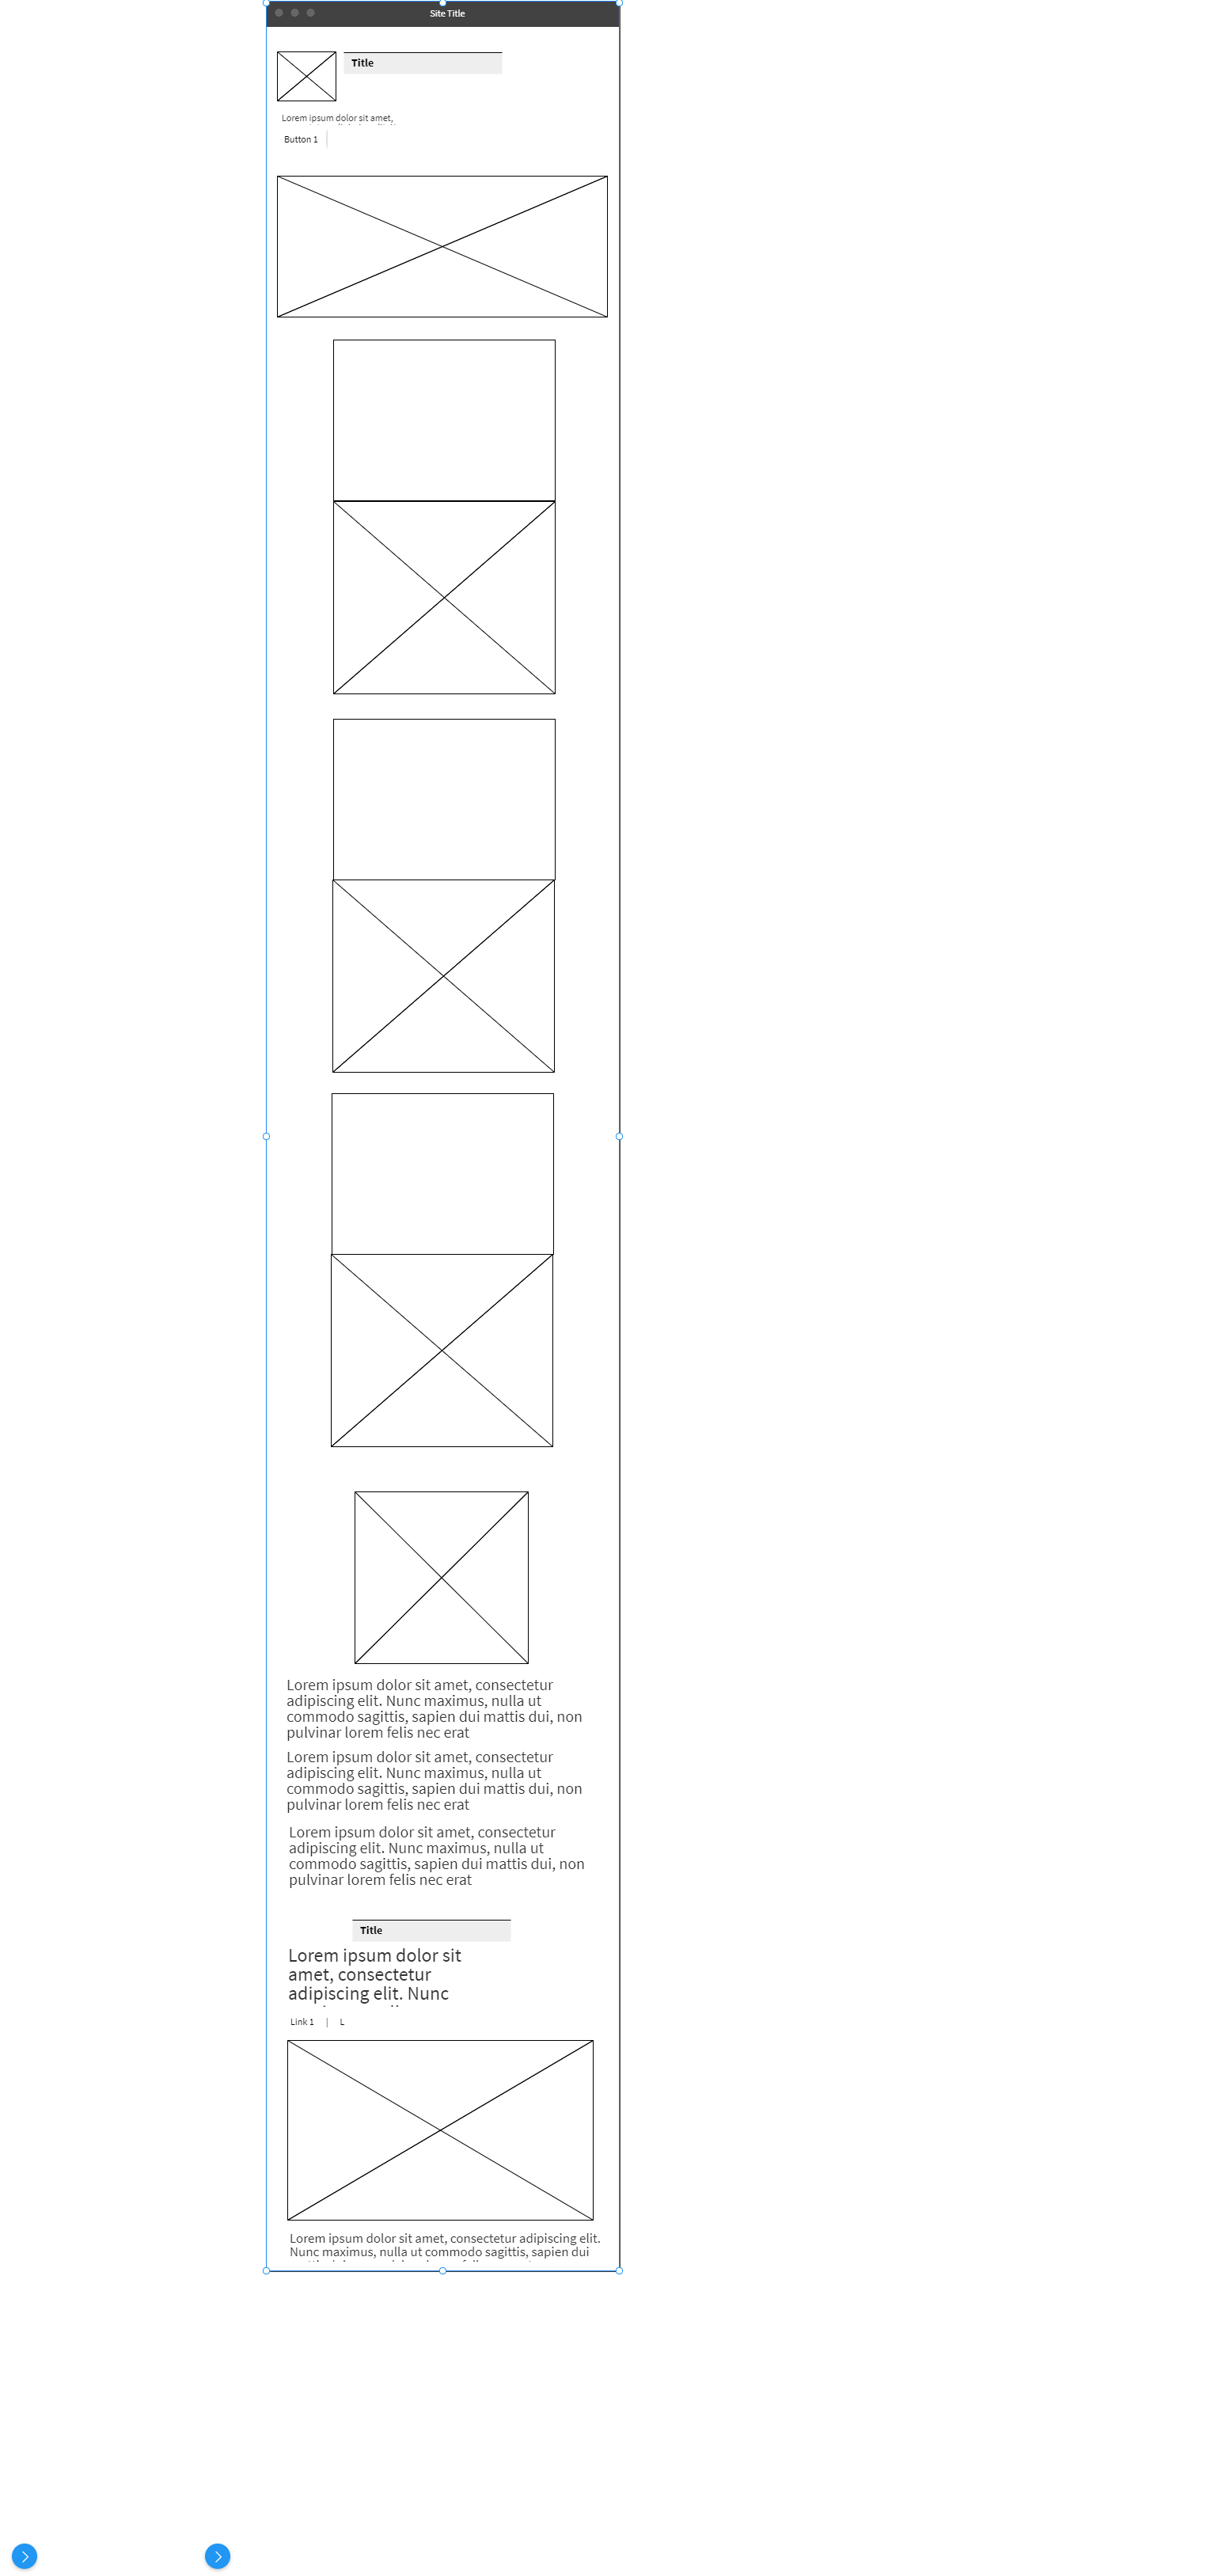 Site Title
Title
Lorem ipsum dolor sit amet,
Button 1
Lorem ipsum dolor sit amet, consectetur
adipiscing elit. Nunc maximus, nulla ut
commodo sagittis, sapien dui mattis dui, non
pulvinar lorem felis nec erat
Lorem ipsum dolor sit amet, consectetur
adipiscing elit. Nunc maximus, nulla ut
commodo sagittis, sapien dui mattis dui, non
pulvinar lorem felis nec erat
Lorem ipsum dolor sit amet, consectetur
adipiscing elit. Nunc maximus, nulla ut
commodo sagittis, sapien dui mattis dui, non
pulvinar lorem felis nec erat
Title
Lorem ipsum dolor sit
amet, consectetur
adipiscing elit. Nunc
Link 1 | L
Lorem ipsum dolor sit amet, consectetur adipiscing elit.
Nunc maximus, nulla ut commodo sagittis, sapien dui